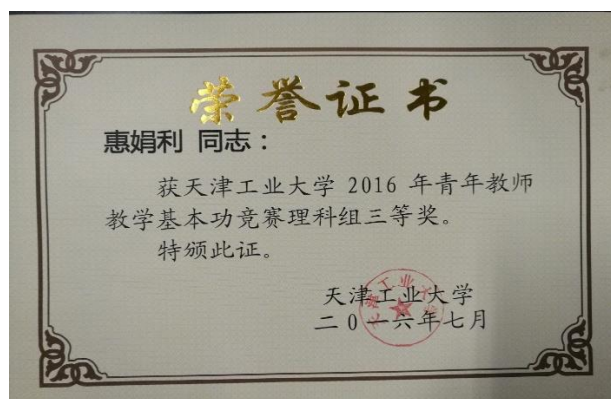 荣誉证书
惠娟利 同志：
获天津工业大学 2016 年青年教师
教学基本功竞赛理科组三等奖。
特颁此证。
天津工业大学
二0一六年七月